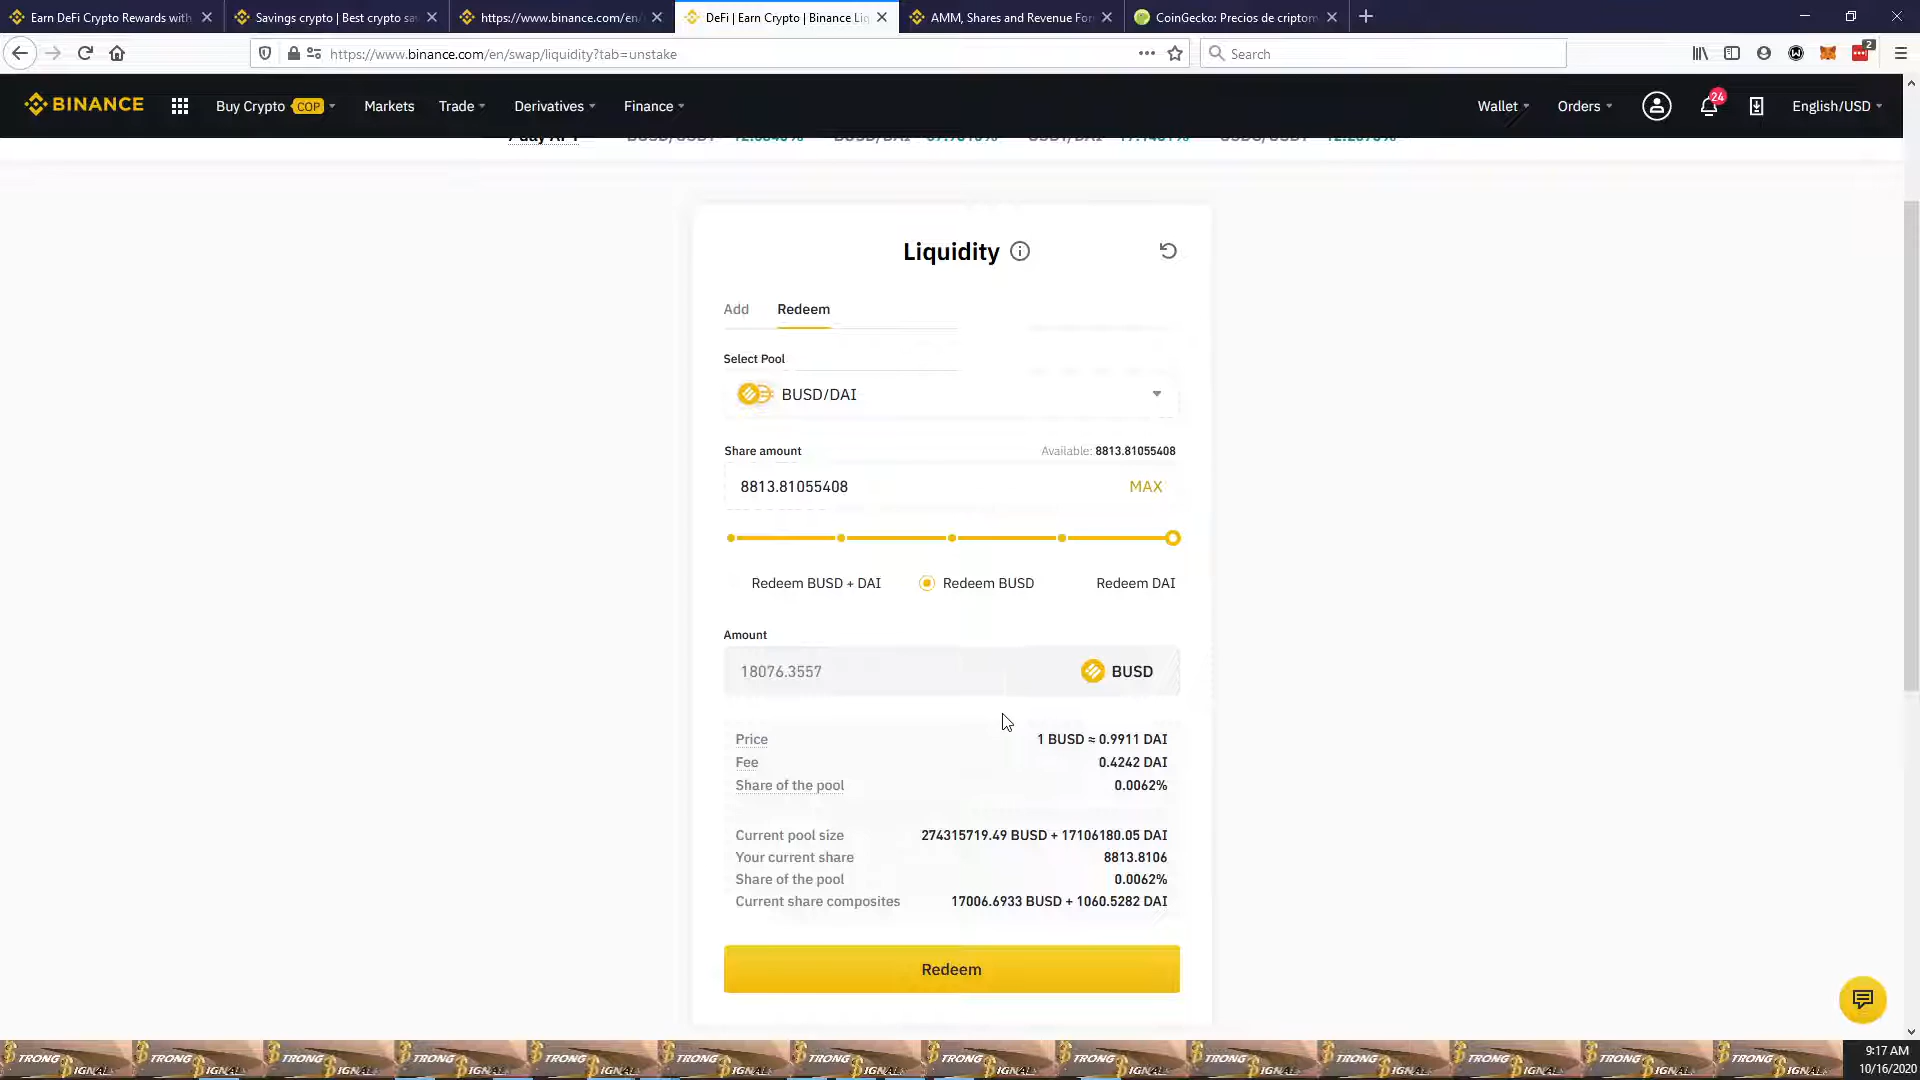 Earn DeFi Crypto Rewards with
Savings crypto | Best crypto sa
https://www.binance.com/en/
DeFi | Earn Crypto | Binance Li
AMM, Shares and Revenue For
CoinGecko: Precios de criptom
https://www.binance.com/en/swap/liquidity?tab=unstake
Search
2
BINANCE
Buy Crypto COP
Markets
Trade
Derivatives
Finance
Wallet
Orders
24
English/USD
Liquidity
Add Redeem
Select Pool
BUSD/DAI
Share amount Available: 8813.81055408
8813.81055408 MAX
Redeem BUSD + DAI Redeem BUSD Redeem DAI
Amount
18076.3557 BUSD
Price 1 BUSD ≈ 0.9911 DAI
Fee 0.4242 DAI
Share of the pool 0.0062%
Current pool size 274315719.49 BUSD + 17106180.05 DAI
Your current share 8813.8106
Share of the pool 0.0062%
Current share composites 17006.6933 BUSD + 1060.5282 DAI
Redeem
9:17 AM
10/16/2020